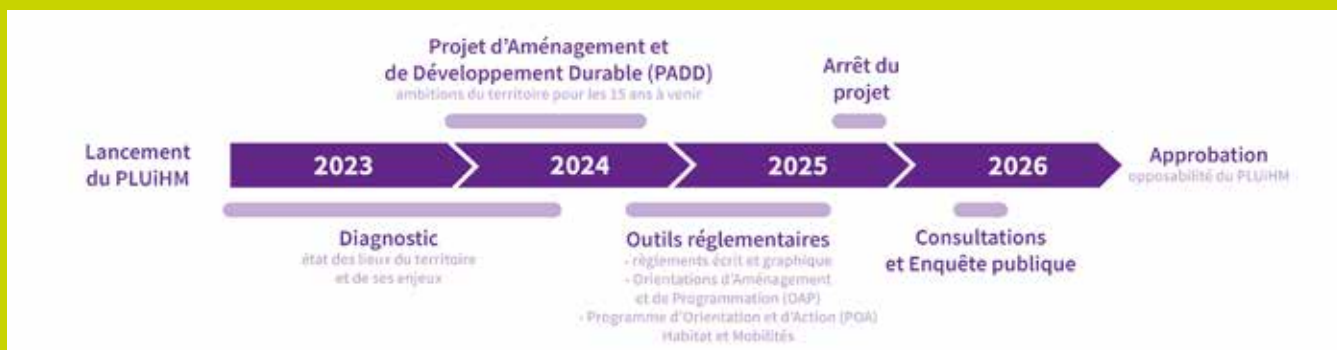 Projet d'Aménagement et
de Développement Durable (PADD)
ambitions du territoire pour les 15 ans à venir
Arrêt du
projet
Lancement
du PLUiHM
2023
2024
2025
2026
Approbation
opposabilité du PLUiHM
Diagnostic
état des lieux du territoire
et de ses enjeux
Outils réglementaires
- règlements écrit et graphique
- Orientations d'Aménagement
et de Programmation (OAP)
- Programme d'Orientation et d'Action (POA)
Habitat et Mobilités
Consultations
et Enquête publique